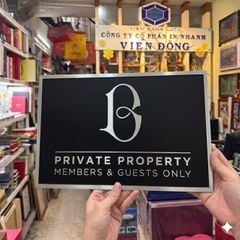 CÔNG TY CỔ PHẦN IN NHANH
VIỄN ĐÔNG
B
PRIVATE PROPERTY
MEMBERS & GUESTS ONLY